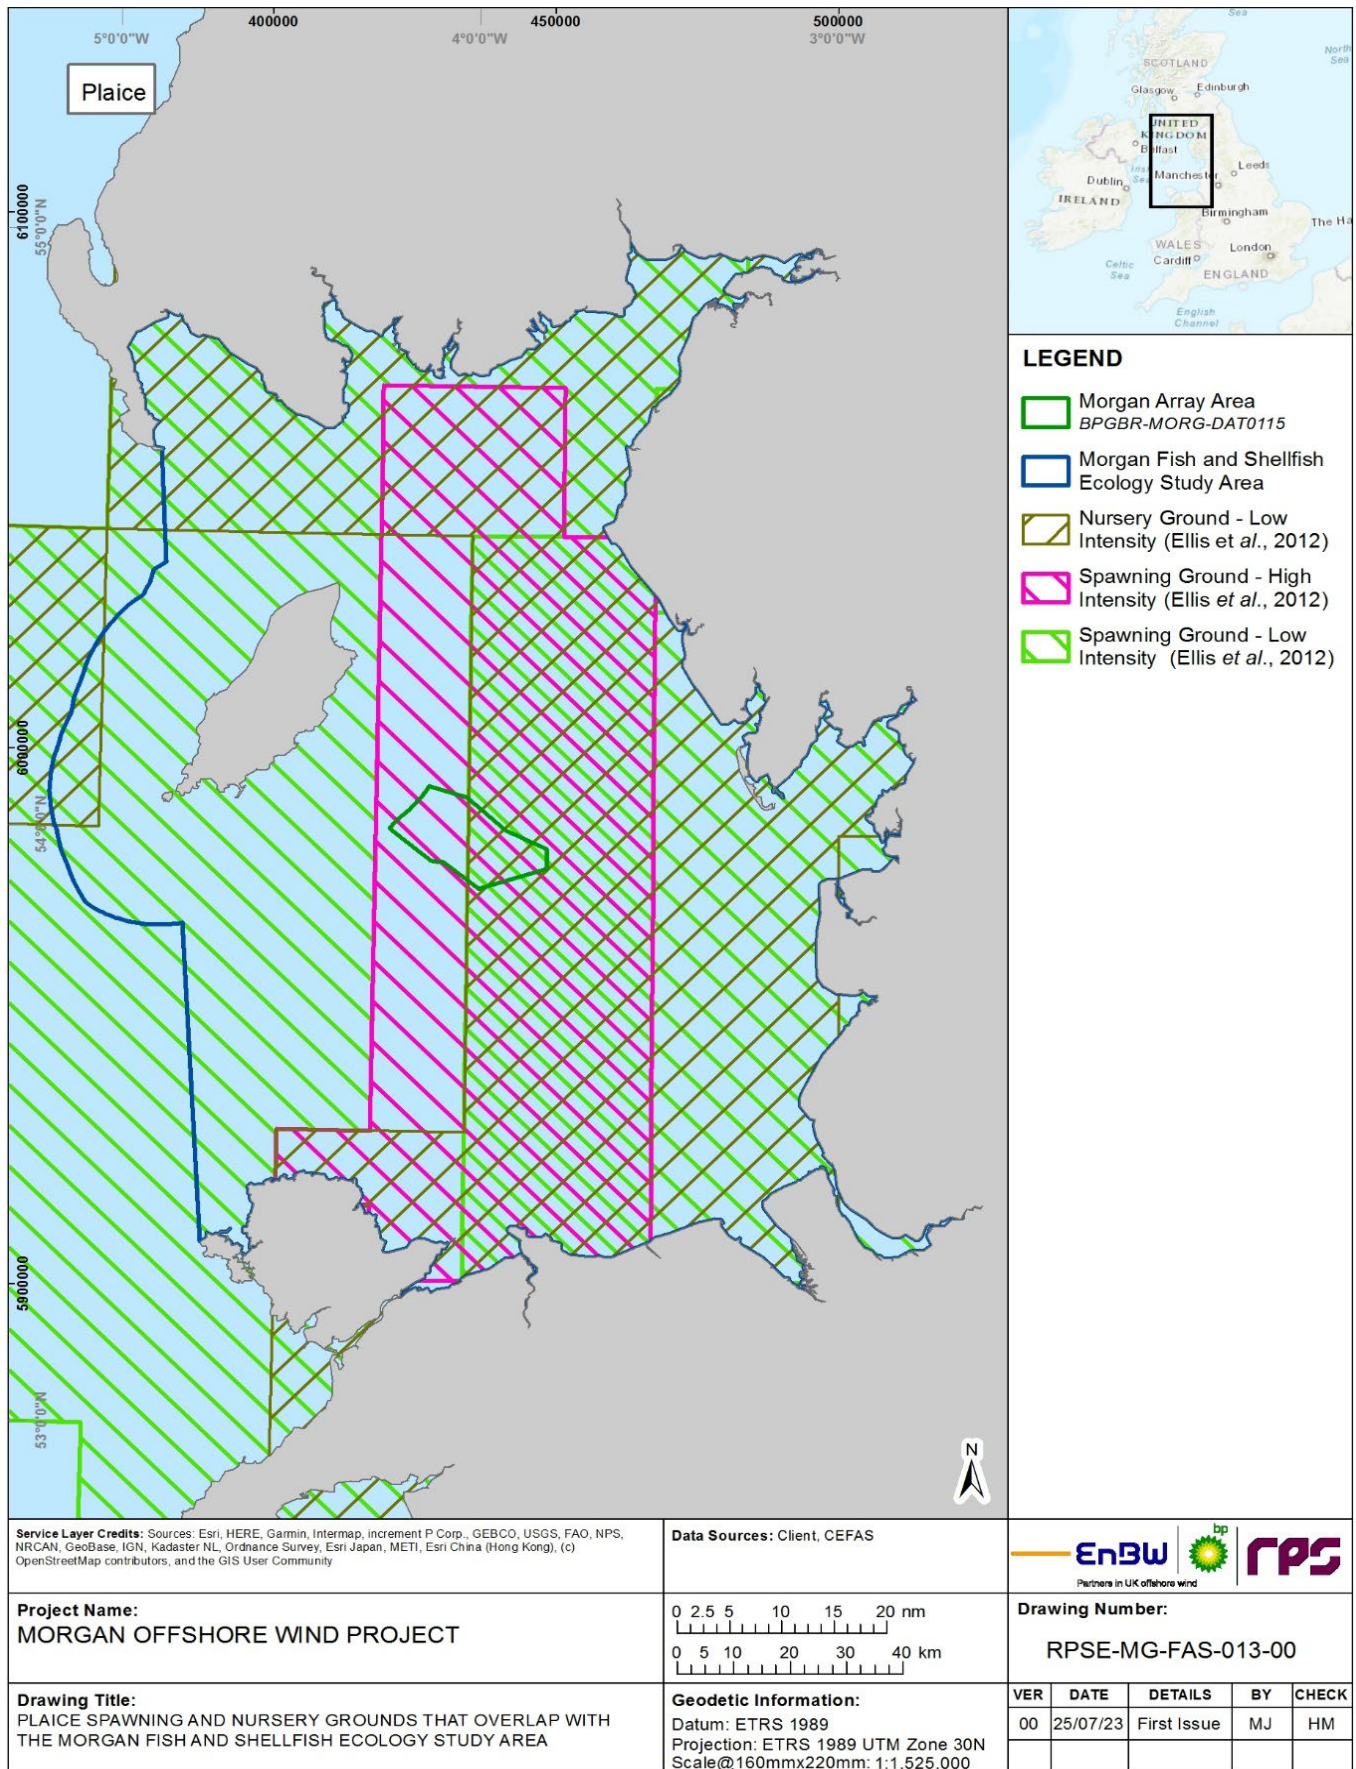 400000
450000
500000
5°0'0"W
4°0'0"W
3°0'0"W
Plaice
6100000
55°0'0"N
6000000
54°0'0"N
5900000
53°0'0"N
N
Sea
North
Sea
SCOTLAND
Glasgow
Edinburgh
UNITED
KINGDOM
Belfast
Leeds
Irish
Sea
Manchester
Dublin
IRELAND
Birmingham
The Ha
WALES
London
Cardiff
Celtic
Sea
ENGLAND
English
Channel
LEGEND
Morgan Array Area
BPGBR-MORG-DAT0115
Morgan Fish and Shellfish
Ecology Study Area
Nursery Ground - Low
Intensity (Ellis et al., 2012)
Spawning Ground - High
Intensity (Ellis et al., 2012)
Spawning Ground - Low
Intensity (Ellis et al., 2012)
Service Layer Credits: Sources: Esri, HERE, Garmin, Intermap, increment P Corp., GEBCO, USGS, FAO, NPS,
NRCAN, GeoBase, IGN, Kadaster NL, Ordnance Survey, Esri Japan, METI, Esri China (Hong Kong), (c)
OpenStreetMap contributors, and the GIS User Community
Data Sources: Client, CEFAS
EnBW
bp
rps
Partners in UK offshore wind
Project Name:
MORGAN OFFSHORE WIND PROJECT
0 2.5 5 10 15 20 nm
0 5 10 20 30 40 km
Drawing Number:
RPSE-MG-FAS-013-00
Drawing Title:
PLAICE SPAWNING AND NURSERY GROUNDS THAT OVERLAP WITH
THE MORGAN FISH AND SHELLFISH ECOLOGY STUDY AREA
Geodetic Information:
Datum: ETRS 1989
Projection: ETRS 1989 UTM Zone 30N
Scale@160mmx220mm: 1:1,525,000
VER DATE DETAILS BY CHECK
00 25/07/23 First Issue MJ HM